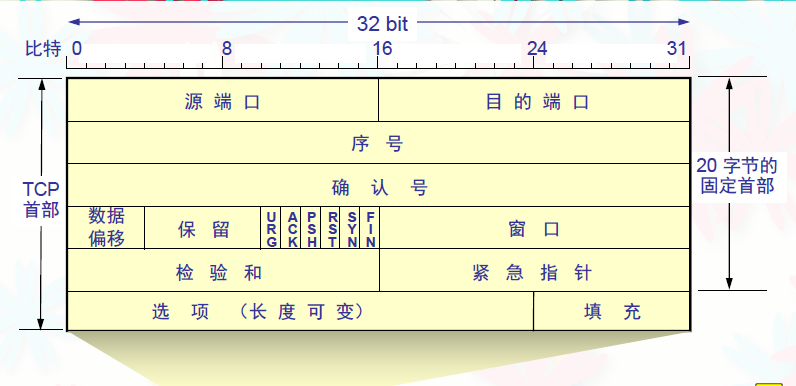 32 bit
比特 0 8 16 24 31
源端口 目的端口
序号
TCP
首部
确认号
20 字节的
固定首部
数据
偏移
保留
URG
ACK
PSH
RST
SYN
FIN
窗口
检验和 紧急指针
选项 (长度可变) 填充